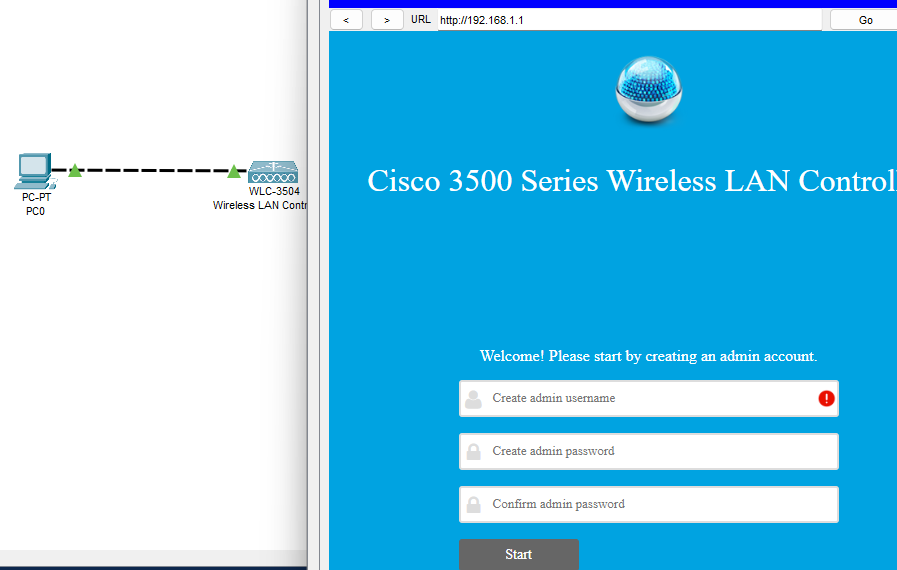 < > URL http://192.168.1.1 Go
Cisco 3500 Series Wireless LAN Control
PC-PT
PC0
WLC-3504
Wireless LAN Contr
Welcome! Please start by creating an admin account.
Create admin username
Create admin password
Confirm admin password
Start